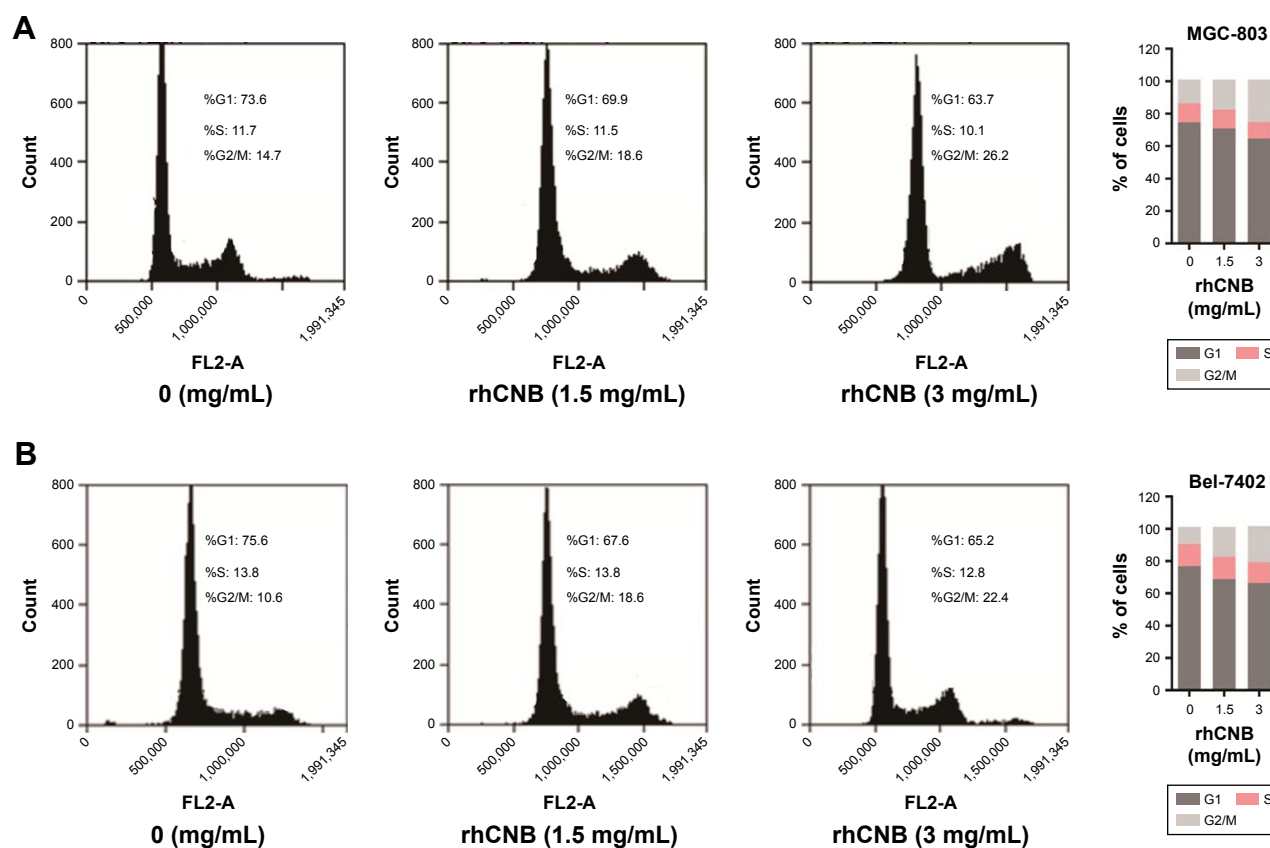 A
800
600
400
200
0
Count
%G1: 73.6
%S: 11.7
%G2/M: 14.7
0
500,000
1,000,000
1,991,345
FL2-A
0 (mg/mL)
800
600
400
200
0
Count
%G1: 69.9
%S: 11.5
%G2/M: 18.6
0
500,000
1,000,000
1,991,345
FL2-A
rhCNB (1.5 mg/mL)
800
600
400
200
0
Count
%G1: 63.7
%S: 10.1
%G2/M: 26.2
0
500,000
1,000,000
1,991,345
FL2-A
rhCNB (3 mg/mL)
MGC-803
120
100
80
60
40
20
0
% of cells
0 1.5 3
rhCNB
(mg/mL)
G1 S
G2/M
B
800
600
400
200
0
Count
%G1: 75.6
%S: 13.8
%G2/M: 10.6
0
500,000
1,000,000
1,991,345
FL2-A
0 (mg/mL)
800
600
400
200
0
Count
%G1: 67.6
%S: 13.8
%G2/M: 18.6
0
500,000
1,000,000
1,500,000
1,991,345
FL2-A
rhCNB (1.5 mg/mL)
800
600
400
200
0
Count
%G1: 65.2
%S: 12.8
%G2/M: 22.4
0
500,000
1,000,000
1,500,000
1,991,345
FL2-A
rhCNB (3 mg/mL)
Bel-7402
120
100
80
60
40
20
0
% of cells
0 1.5 3
rhCNB
(mg/mL)
G1 S
G2/M